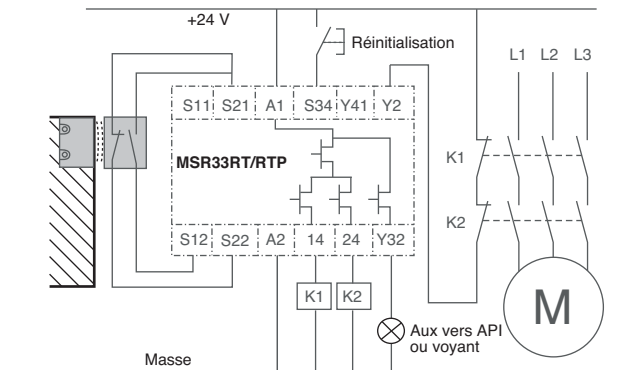 +24 V
Réinitialisation
L1 L2 L3
S11 S21 A1 S34 Y41 Y2
MSR33RT/RTP
K1
K2
S12 S22 A2 14 24 Y32
K1 K2
M
Aux vers API
ou voyant
Masse